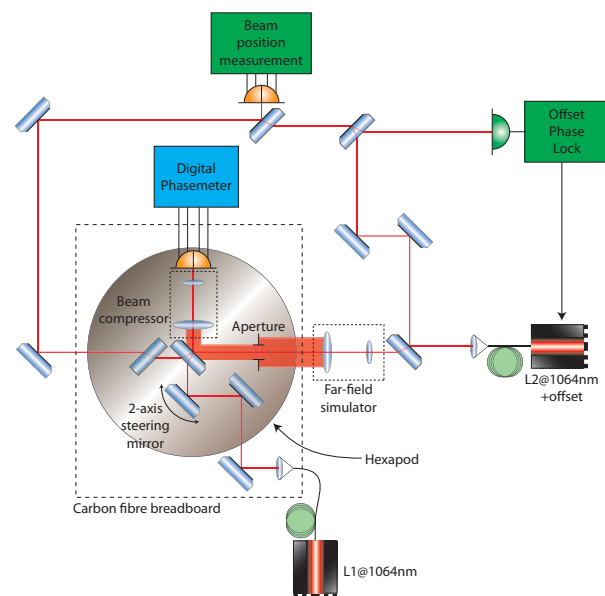 Beam
position
measurement
Offset
Phase
Lock
Digital
Phasemeter
Beam
compressor
Aperture
Far-field
simulator
L2@1064nm
+offset
2-axis
steering
mirror
Hexapod
Carbon fibre breadboard
L1@1064nm